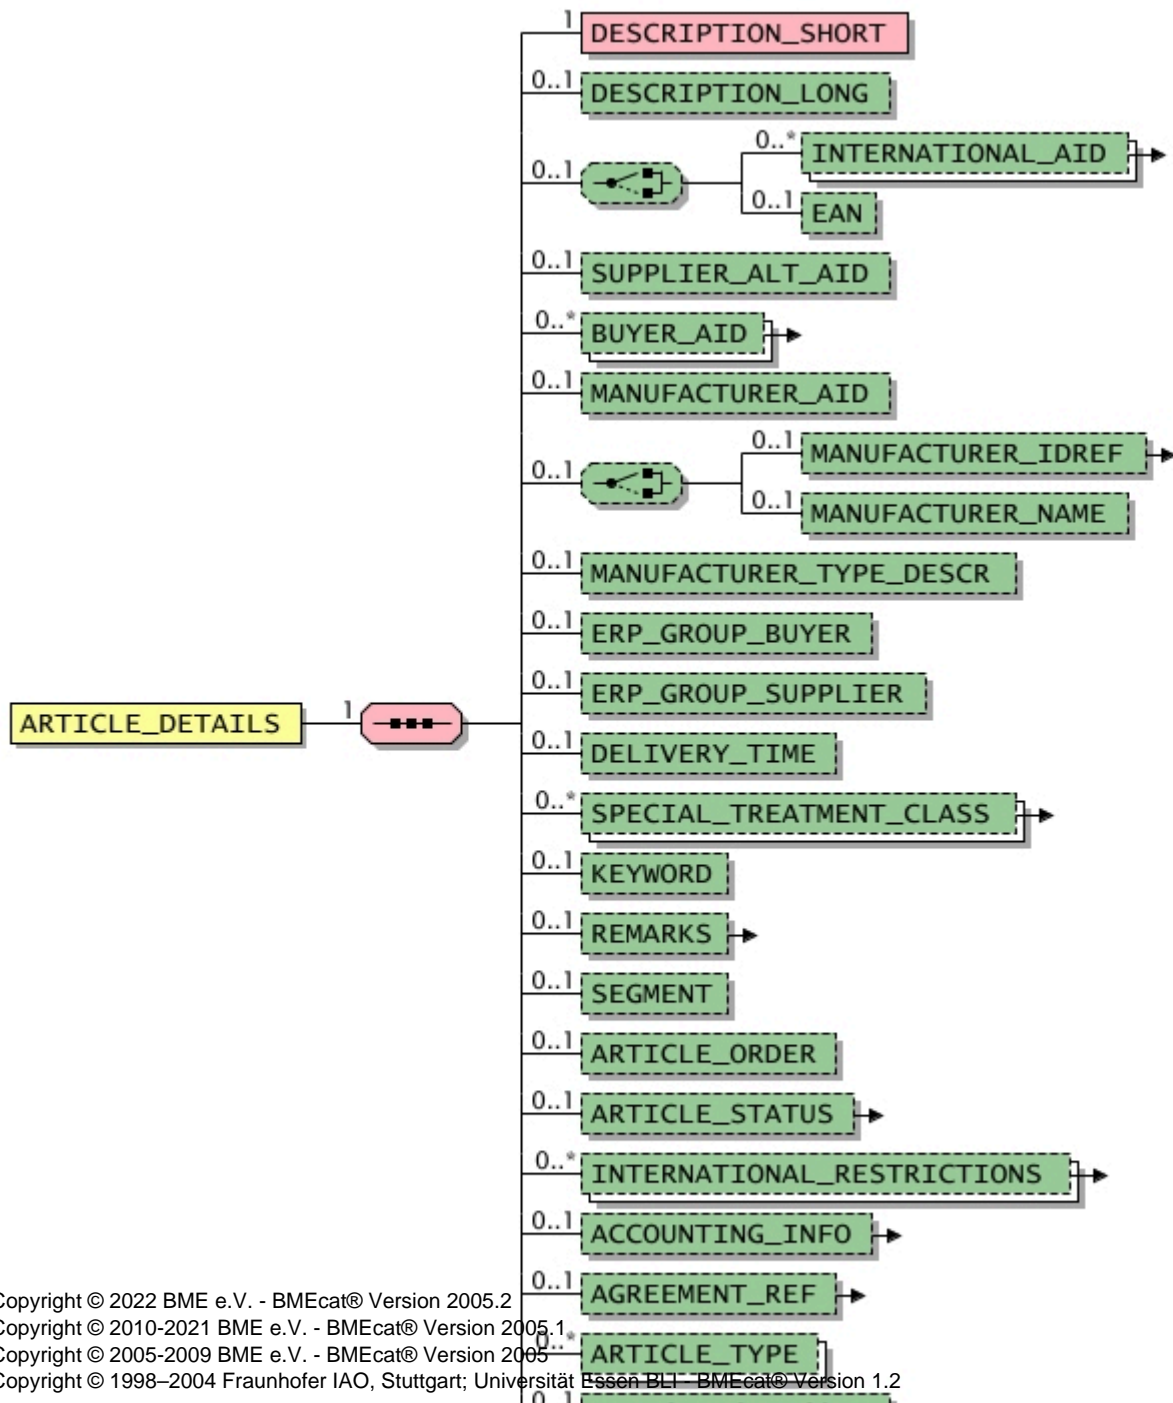 1 DESCRIPTION_SHORT
0..1 DESCRIPTION_LONG
0..* INTERNATIONAL_AID
0..1
0..1 EAN
0..1 SUPPLIER_ALT_AID
0..* BUYER_AID
0..1 MANUFACTURER_AID
0..1 MANUFACTURER_IDREF
0..1
0..1 MANUFACTURER_NAME
0..1 MANUFACTURER_TYPE_DESCR
0..1 ERP_GROUP_BUYER
0..1 ERP_GROUP_SUPPLIER
ARTICLE_DETAILS 1
0..1 DELIVERY_TIME
0..* SPECIAL_TREATMENT_CLASS
0..1 KEYWORD
0..1 REMARKS
0..1 SEGMENT
0..1 ARTICLE_ORDER
0..1 ARTICLE_STATUS
0..* INTERNATIONAL_RESTRICTIONS
0..1 ACCOUNTING_INFO
0..1 AGREEMENT_REF
0..* ARTICLE_TYPE
0..1
Copyright © 2022 BME e.V. - BMEcat® Version 2005.2
Copyright © 2010-2021 BME e.V. - BMEcat® Version 2005.1
Copyright © 2005-2009 BME e.V. - BMEcat® Version 2005
Copyright © 1998–2004 Fraunhofer IAO, Stuttgart; Universität Essen BLI - BMEcat® Version 1.2